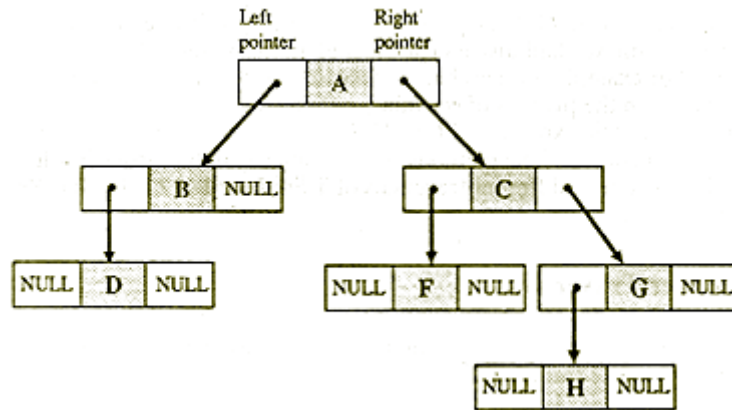 Left Right
pointer pointer
A
B NULL C
NULL D NULL NULL F NULL G NULL
NULL H NULL